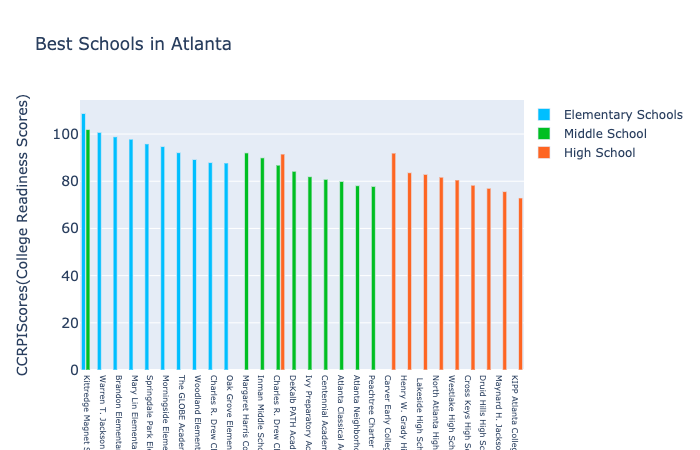 Best Schools in Atlanta
CCRPIScores(College Readiness Scores)
100
80
60
40
20
0
Elementary Schools
Middle School
High School
Kittredge Magnet S
Warren T. Jackson
Brandon Elementa
Mary Lin Elementa
Springdale Park El
Morningside Eleme
The GLOBE Acader
Woodland Element
Charles R. Drew Cl
Oak Grove Elemen
Margaret Harris Co
Inman Middle Scho
Charles R. Drew Cl
DeKalb PATH Acad
Ivy Preparatory Ac
Centennial Academ
Atlanta Classical A
Atlanta Neighborho
Peachtree Charter
Carver Early Colleg
Henry W. Grady Hi
Lakeside High Sch
North Atlanta High
Westlake High Sch
Cross Keys High Sc
Druid Hills High Sc
Maynard H. Jackso
KIPP Atlanta Colleg